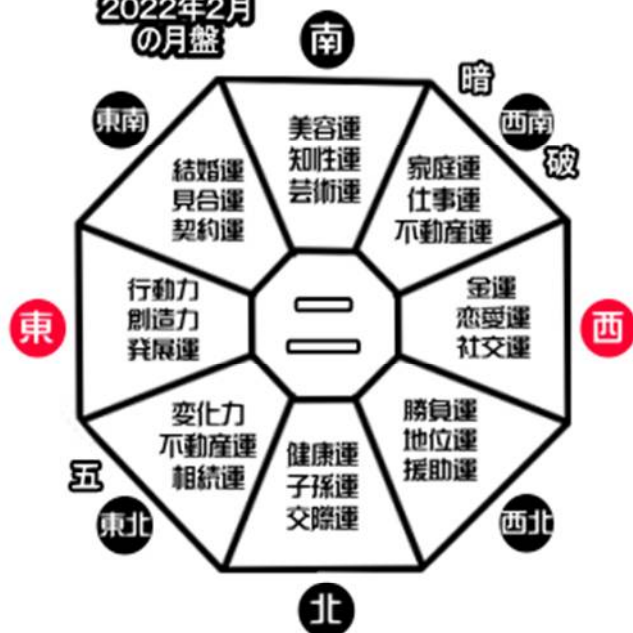 2022年2月
の月盤
南
暗
東南
西南
破
美容運
知性運
芸術運
結婚運
見合運
契約運
家庭運
仕事運
不動産運
東
行動力
創造力
発展運
二
金運
恋愛運
社交運
西
変化力
不動産運
相続運
健康運
子孫運
交際運
勝負運
地位運
援助運
五
東北
西北
北